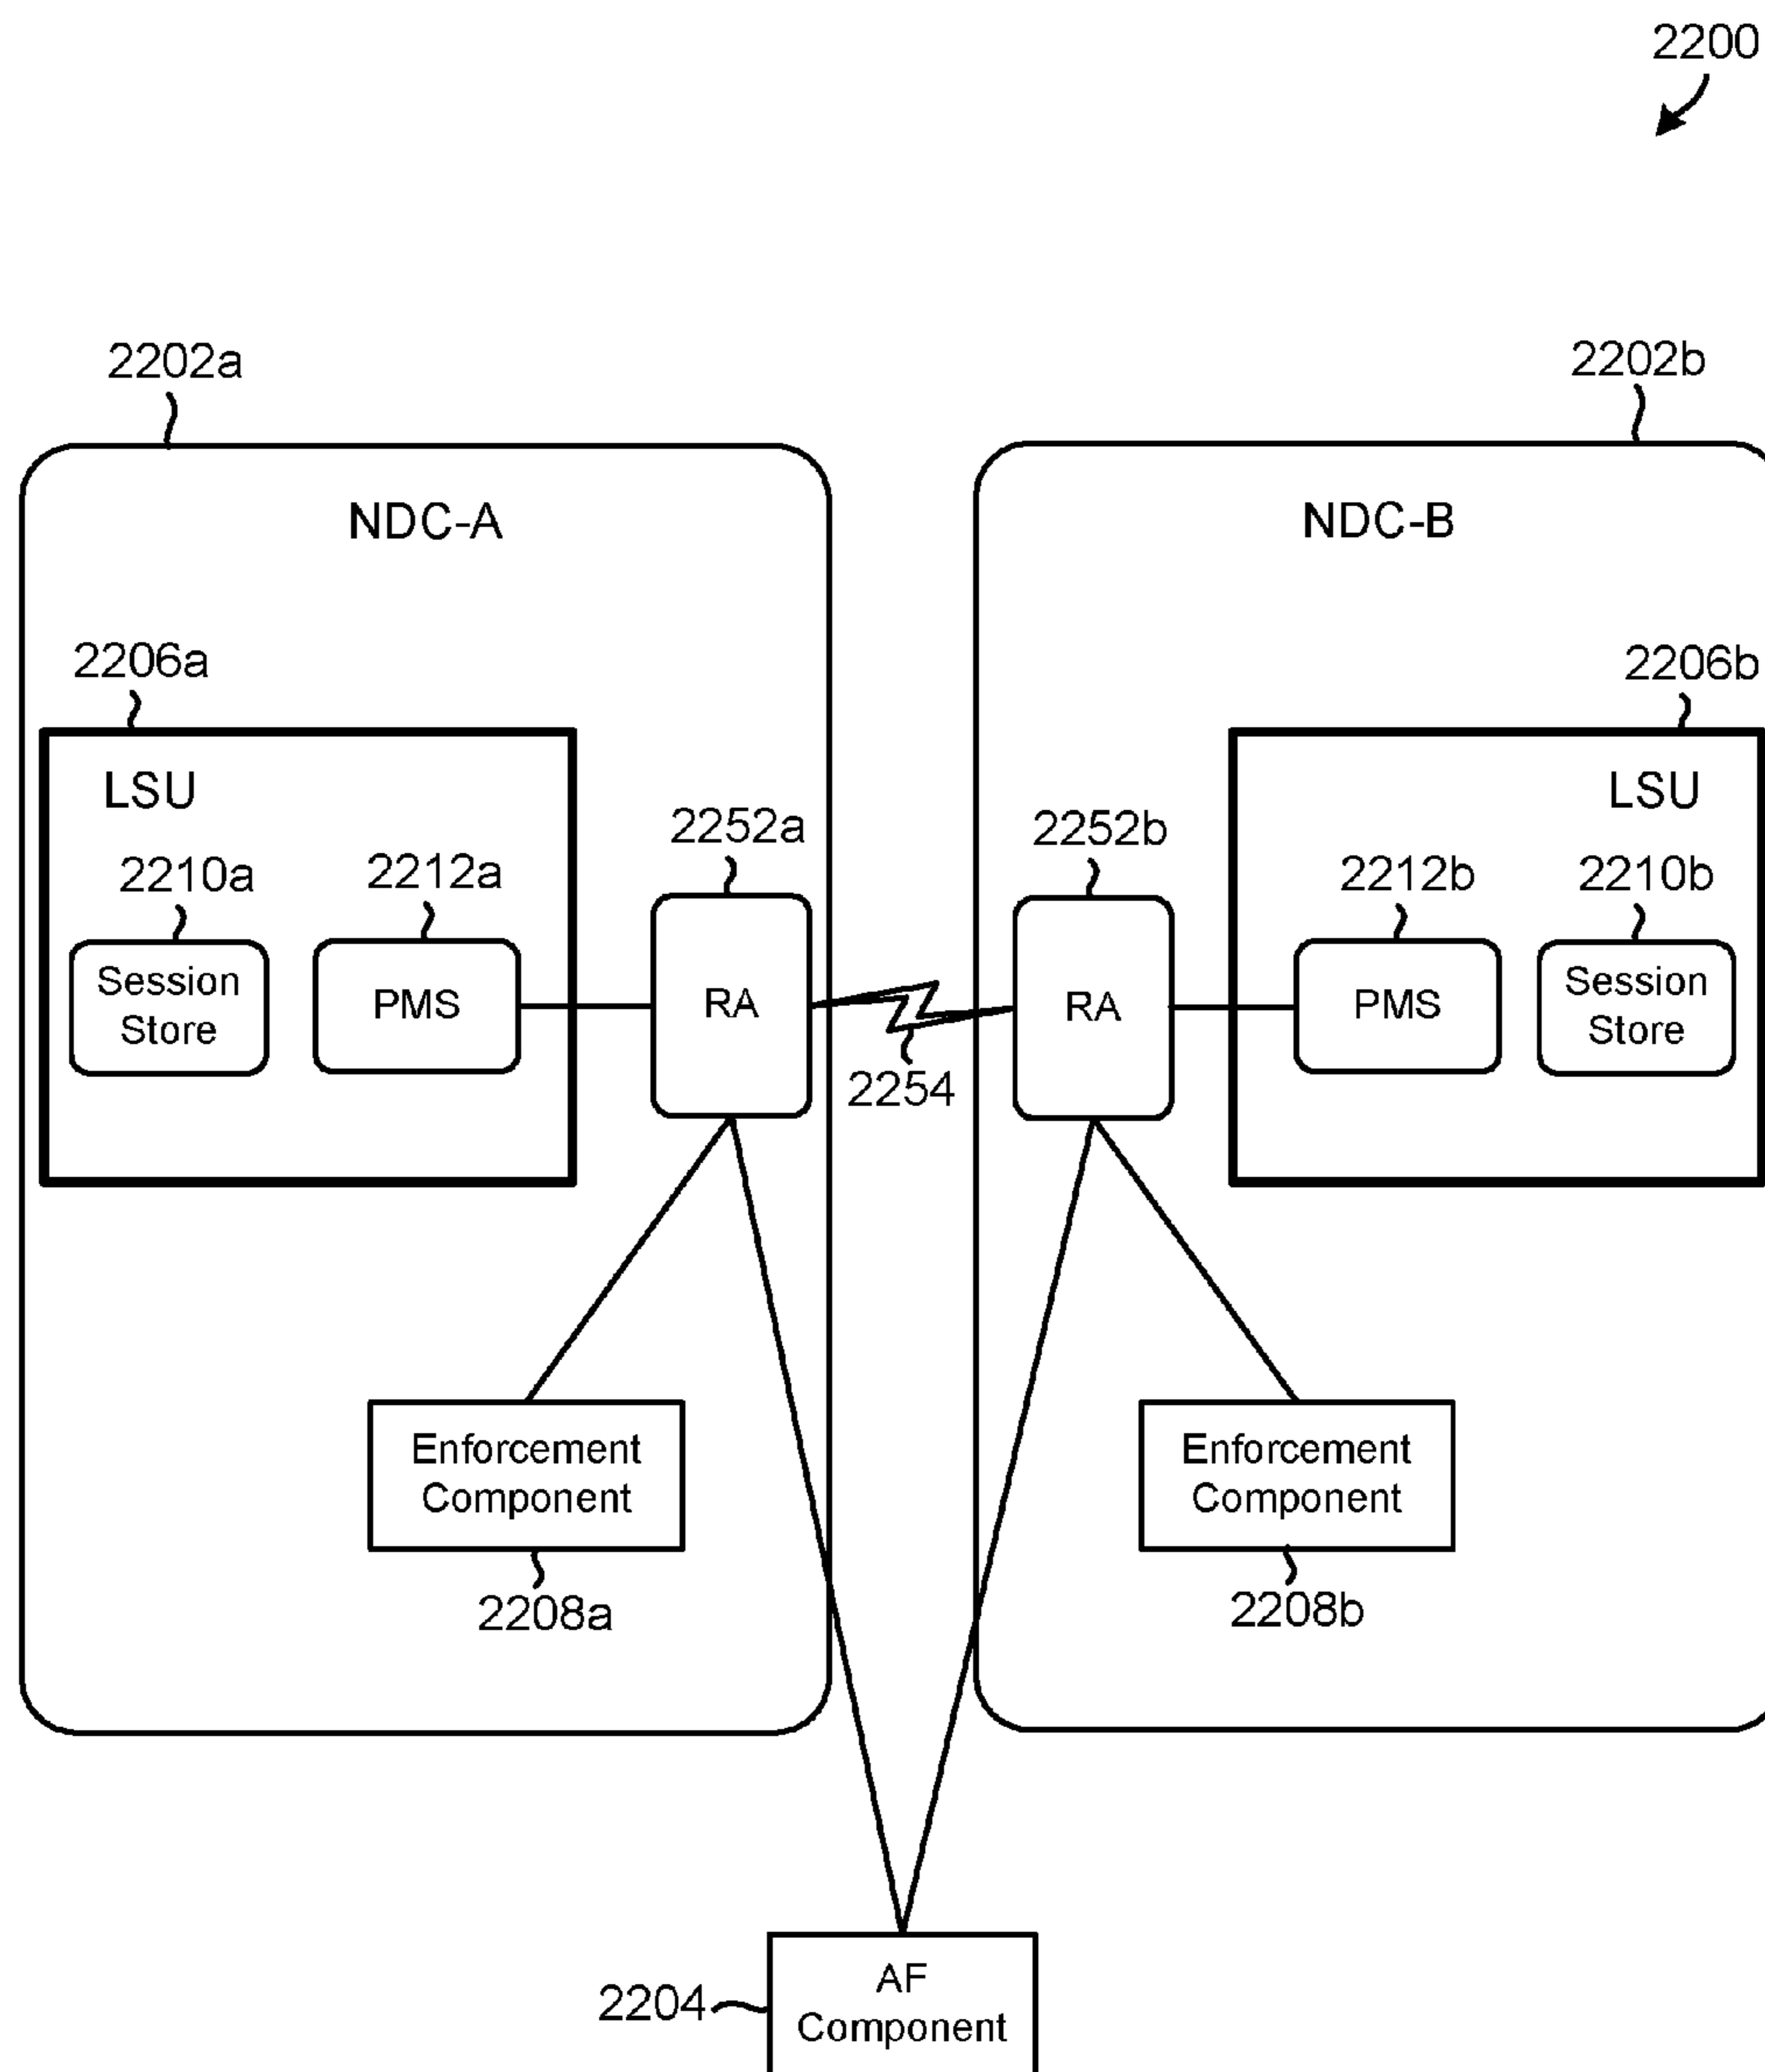 2200
2202a
2202b
NDC-A
NDC-B
2206a
2206b
LSU
LSU
2252a
2252b
2210a
2212a
2212b
2210b
Session
Store
PMS
RA
RA
PMS
Session
Store
2254
Enforcement
Component
Enforcement
Component
2208a
2208b
2204
AF
Component